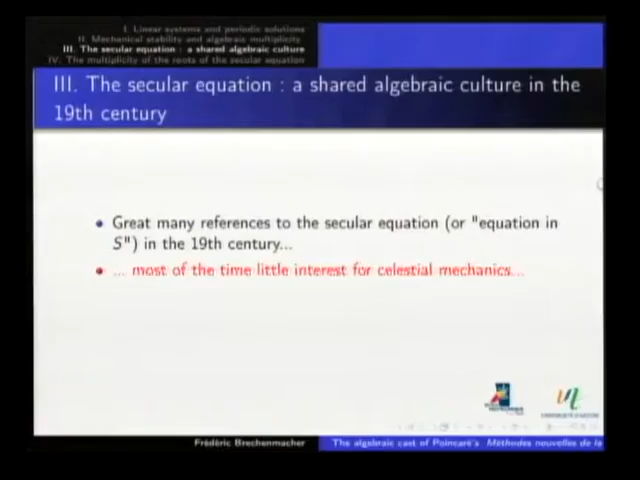 I. Linear systems and periodic solutions
II. Mechanical stability and algebraic multiplicity.
III. The secular equation : a shared algebraic culture
IV. The multiplicity of the roots of the secular equation
III. The secular equation : a shared algebraic culture in the
19th century
Great many references to the secular equation (or "equation in
S") in the 19th century...
... most of the time little interest for celestial mechanics...
Frédéric Brechenmacher
The algebraic cast of Poincaré's Méthodes nouvelles de la